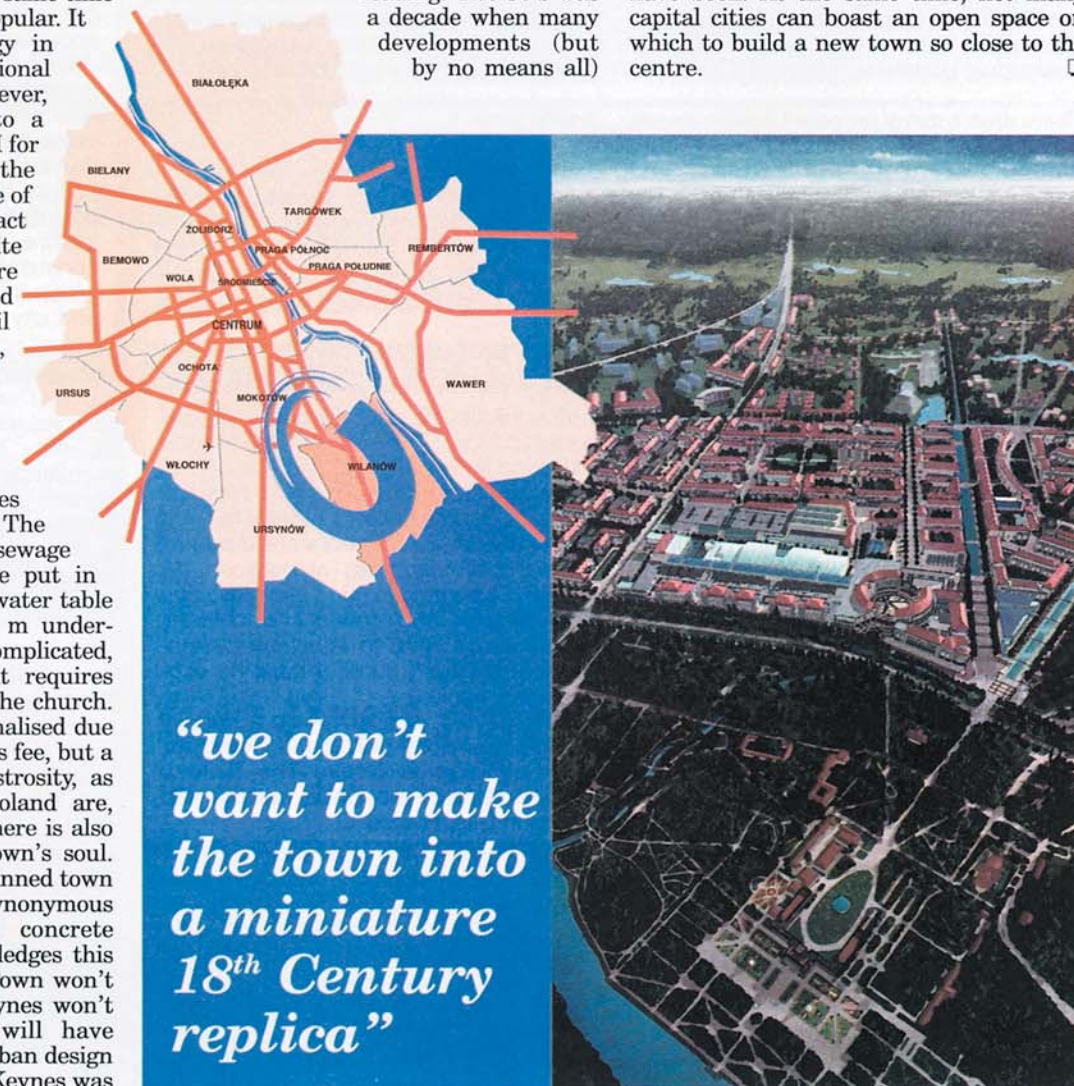 opular. It
gy in
ional
ever,
to a
for
the
e of
act
te
re
d
il
,
es
The
sewage
e put in
water table
m under-
omplicated,
t requires
he church.
nalised due
s fee, but a
strosity, as
oland are,
here is also
own's soul.
nned town
ynonymous
concrete
ledges this
own won't
ynes won't
will have
ban design
Keynes was
a decade when many
developments (but
by no means all)
capital cities can boast an open space on
which to build a new town so close to th
centre.
BIAŁOŁĘKA
BIELANY
TARGÓWEK
ŻOLIBORZ
PRAGA PÓŁNOC
REMBERTÓW
BEMOWO
PRAGA POŁUDNIE
WOLA
ŚRÓDMIEŚCIE
CENTRUM
OCHOTA
WAWER
URSUS
MOKOTÓW
WŁOCHY
WILANÓW
URSYNÓW
“we don't
want to make
the town into
a miniature
18th Century
replica”